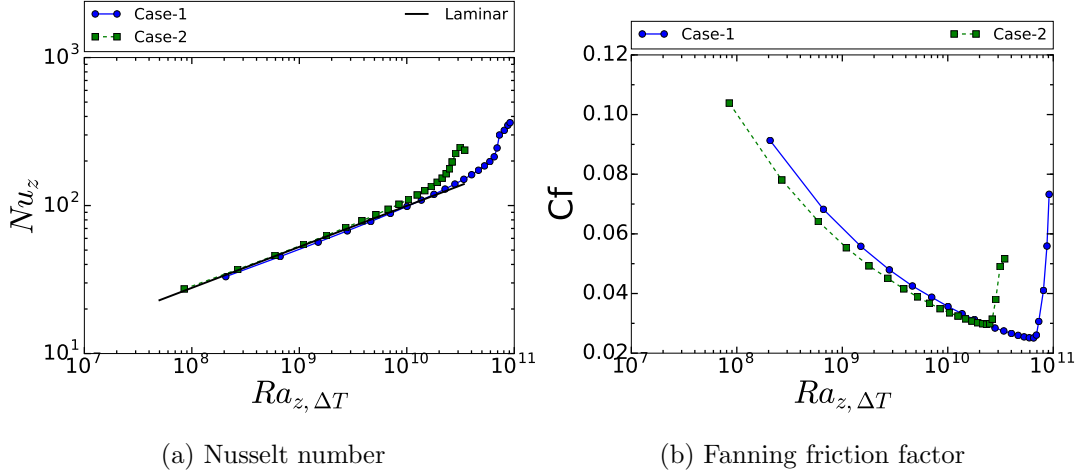 Case-1
Case-2
Laminar
10^3
10^2
10^1
Nu_z
10^7
10^8
10^9
10^10
10^11
Ra_{z, ΔT}
(a) Nusselt number
Case-1
Case-2
0.12
0.10
0.08
0.06
0.04
0.02
Cf
10^7
10^8
10^9
10^10
10^11
Ra_{z, ΔT}
(b) Fanning friction factor